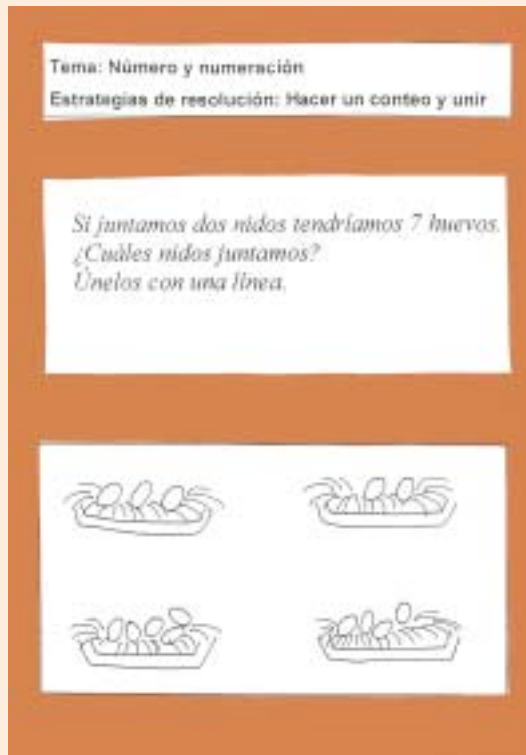 Tema: Número y numeración
Estrategias de resolución: Hacer un conteo y unir
Si juntamos dos nidos tendríamos 7 huevos.
¿Cuáles nidos juntamos?
Únelos con una línea.